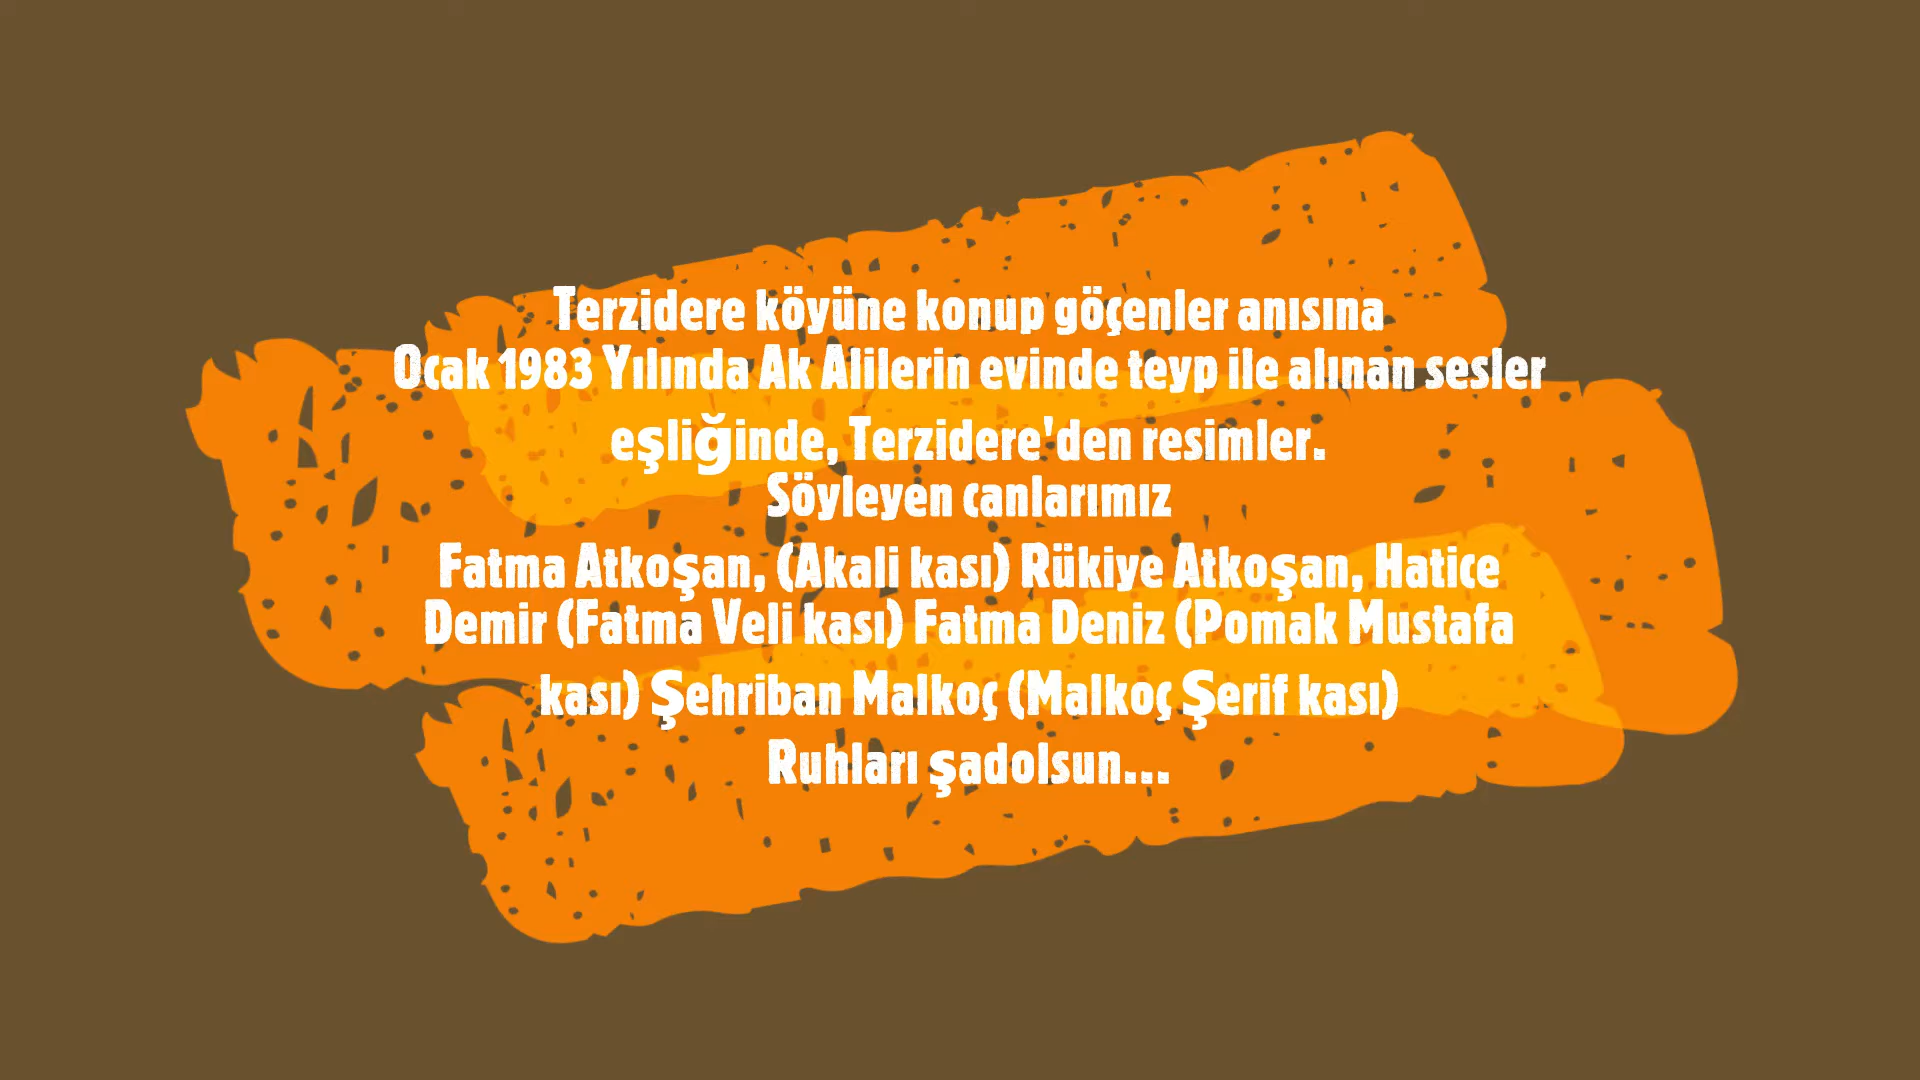 Terzidere köyüne konup göçenler anısına
Ocak 1983 Yılında Ak Alilerin evinde teyp ile alınan sesler
eşliğinde, Terzidere'den resimler.
Söyleyen canlarımız
Fatma Atkoşan, (Akali kası) Rükiye Atkoşan, Hatice
Demir (Fatma Veli kası) Fatma Deniz (Pomak Mustafa
kası) Şehriban Malkoç (Malkoç Şerif kası)
Ruhları şadolsun...